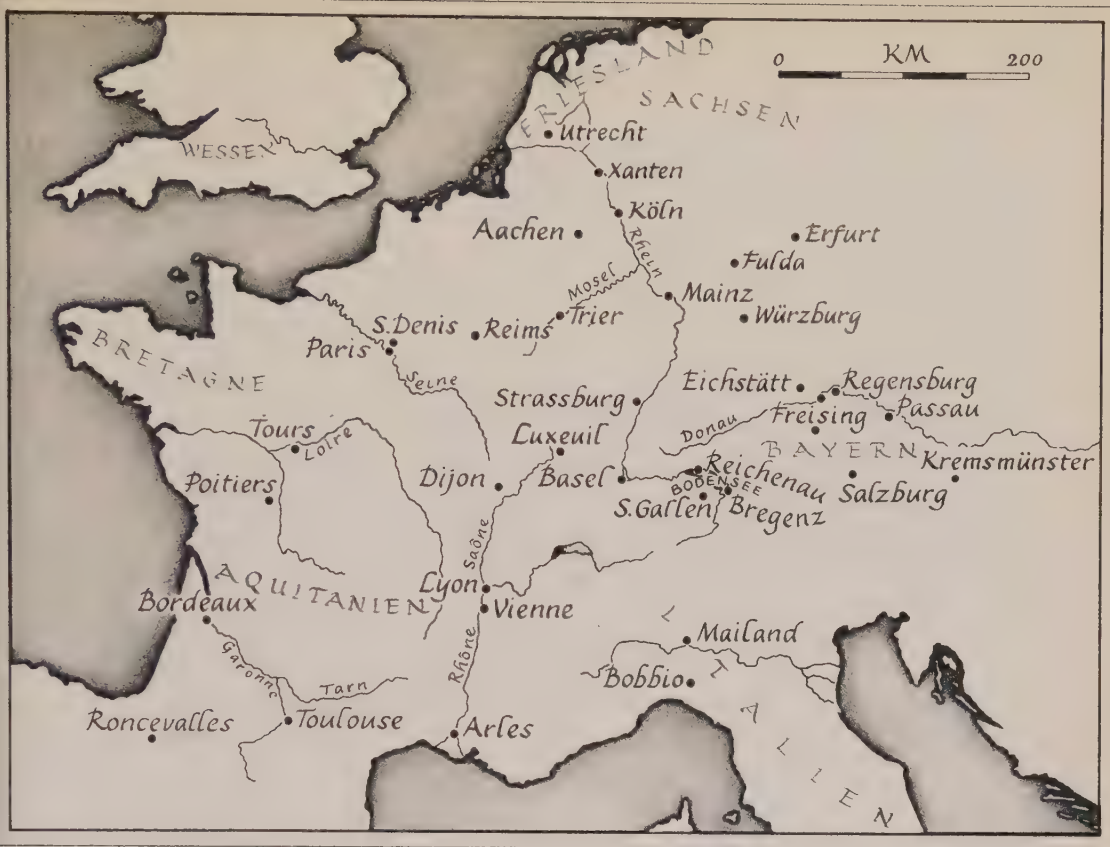 0 KM 200
FRIESLAND
SACHSEN
Utrecht
WESSEN
Xanten
Köln
Aachen
Rhein
Erfurt
Fulda
Mosel
Mainz
Trier
Würzburg
S.Denis
Reims
Paris
BRETAGNE
Seine
Eichstätt
Regensburg
Strassburg
Freising
Passau
Donau
Tours
Loire
Luxeuil
BAYERN
Kremsmünster
Dijon
Basel
Reichenau
BODENSEE
Salzburg
Poitiers
S.Gallen
Bregenz
Saône
AQUITANIEN
Lyon
Bordeaux
Vienne
Mailand
ITALIEN
Rhône
Garonne
Tarn
Bobbio
Roncevalles
Toulouse
Arles